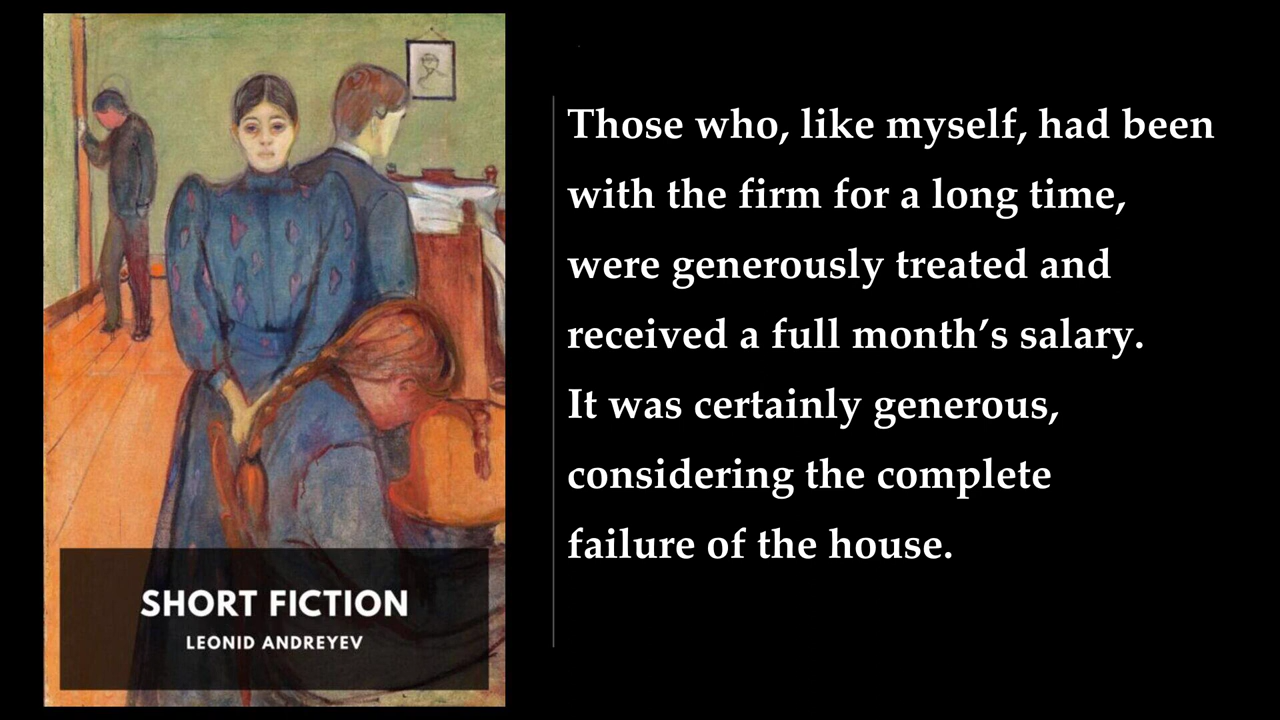 SHORT FICTION
LEONID ANDREYEV
Those who, like myself, had been
with the firm for a long time,
were generously treated and
received a full month’s salary.
It was certainly generous,
considering the complete
failure of the house.